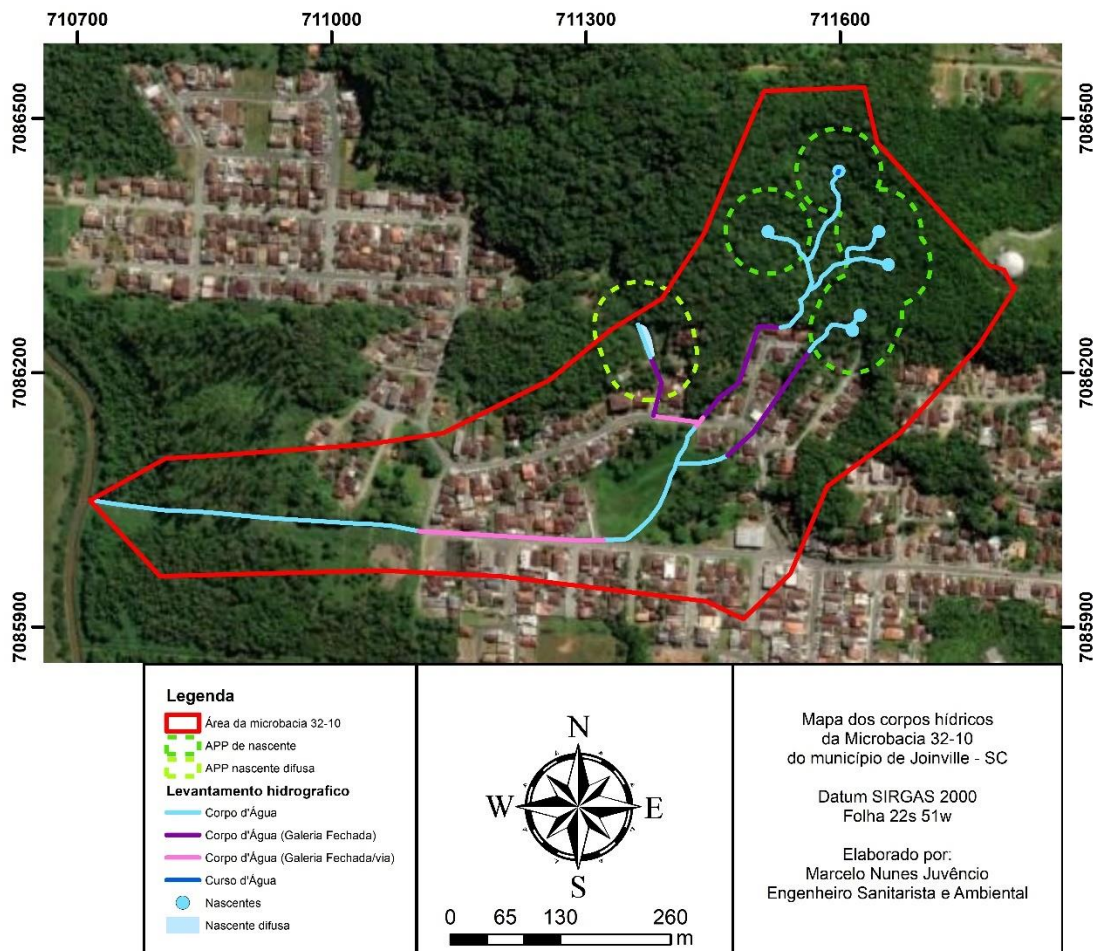 710700 711000 711300 711600
7086500 7086500
7086200 7086200
7085900 7085900
Legenda
Área da microbacia 32-10
APP de nascente
APP nascente difusa
Levantamento hidrografico
Corpo d'Água
Corpo d'Água (Galeria Fechada)
Corpo d'Água (Galeria Fechada/via)
Curso d'Água
Nascentes
Nascente difusa
N
W E
S
0 65 130 260
m
Mapa dos corpos hídricos
da Microbacia 32-10
do município de Joinville - SC
Datum SIRGAS 2000
Folha 22s 51w
Elaborado por:
Marcelo Nunes Juvêncio
Engenheiro Sanitarista e Ambiental